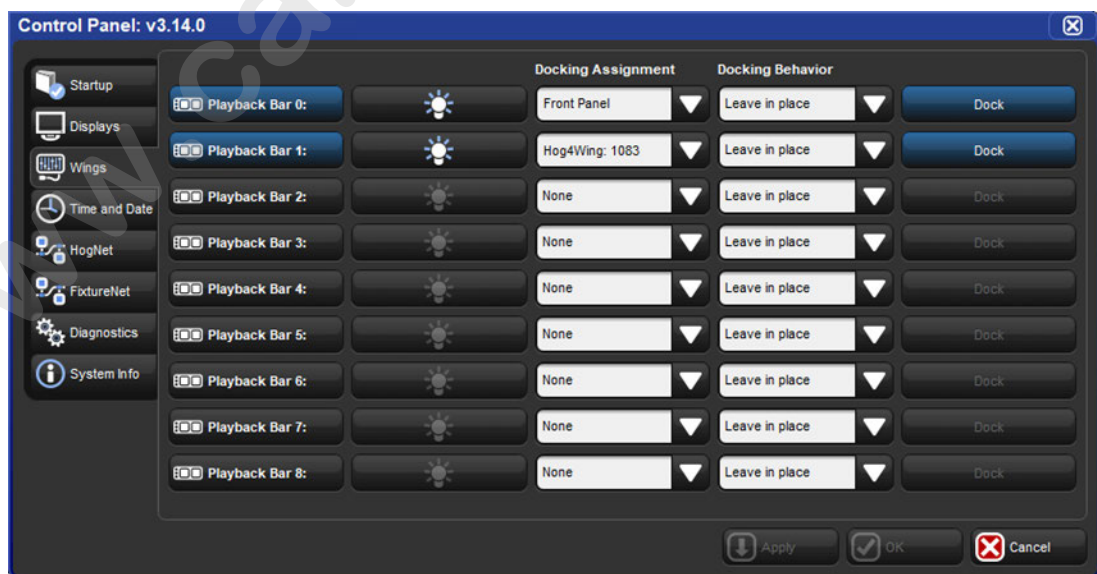 Control Panel: v3.14.0
Startup
Displays
Wings
Time and Date
HogNet
FixtureNet
Diagnostics
System Info
Docking Assignment Docking Behavior
Playback Bar 0: Front Panel Leave in place Dock
Playback Bar 1: Hog4Wing: 1083 Leave in place Dock
Playback Bar 2: None Leave in place Dock
Playback Bar 3: None Leave in place Dock
Playback Bar 4: None Leave in place Dock
Playback Bar 5: None Leave in place Dock
Playback Bar 6: None Leave in place Dock
Playback Bar 7: None Leave in place Dock
Playback Bar 8: None Leave in place Dock
Apply OK Cancel